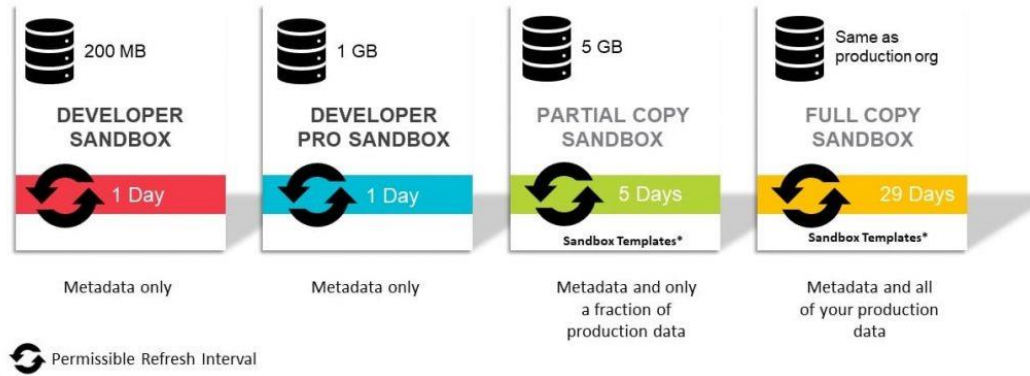 200 MB
DEVELOPER
SANDBOX
1 Day
Metadata only
1 GB
DEVELOPER
PRO SANDBOX
1 Day
Metadata only
5 GB
PARTIAL COPY
SANDBOX
5 Days
Sandbox Templates*
Metadata and only
a fraction of
production data
Same as
production org
FULL COPY
SANDBOX
29 Days
Sandbox Templates*
Metadata and all
of your production
data
Permissible Refresh Interval